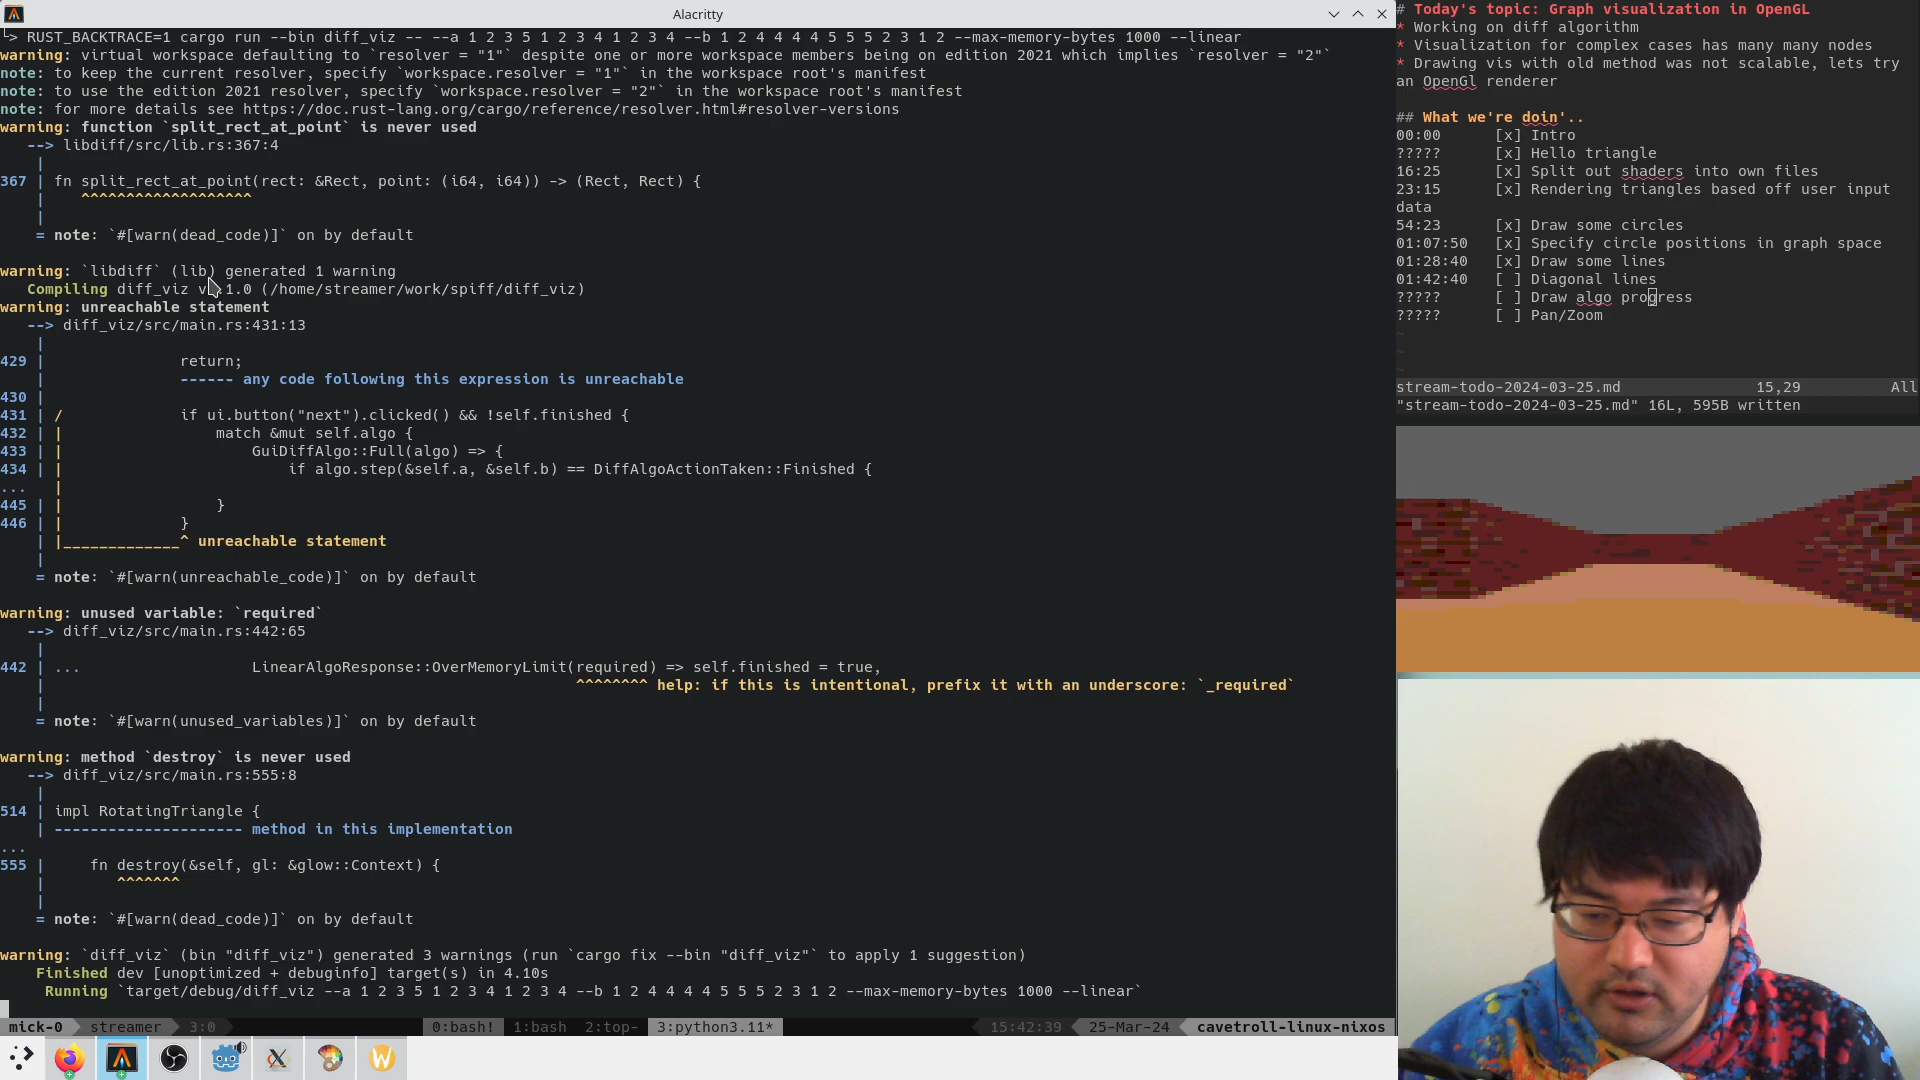 Alacritty
└> RUST_BACKTRACE=1 cargo run --bin diff_viz -- --a 1 2 3 5 1 2 3 4 1 2 3 4 --b 1 2 4 4 4 4 5 5 5 2 3 1 2 --max-memory-bytes 1000 --linear
warning: virtual workspace defaulting to `resolver = "1"` despite one or more workspace members being on edition 2021 which implies `resolver = "2"`
note: to keep the current resolver, specify `workspace.resolver = "1"` in the workspace root's manifest
note: to use the edition 2021 resolver, specify `workspace.resolver = "2"` in the workspace root's manifest
note: for more details see https://doc.rust-lang.org/cargo/reference/resolver.html#resolver-versions
warning: function `split_rect_at_point` is never used
--> libdiff/src/lib.rs:367:4
|
367 | fn split_rect_at_point(rect: &Rect, point: (i64, i64)) -> (Rect, Rect) {
|    ^^^^^^^^^^^^^^^^^^^
|
= note: `#[warn(dead_code)]` on by default
warning: `libdiff` (lib) generated 1 warning
Compiling diff_viz v .1.0 (/home/streamer/work/spiff/diff_viz)
warning: unreachable statement
--> diff_viz/src/main.rs:431:13
|
429 |             return;
|             ------ any code following this expression is unreachable
430 |
431 | /             if ui.button("next").clicked() && !self.finished {
432 | |                 match &mut self.algo {
433 | |                     GuiDiffAlgo::Full(algo) => {
434 | |                         if algo.step(&self.a, &self.b) == DiffAlgoActionTaken::Finished {
...   |
445 | |                 }
446 | |             }
| |_____________^ unreachable statement
|
= note: `#[warn(unreachable_code)]` on by default
warning: unused variable: `required`
--> diff_viz/src/main.rs:442:65
|
442 | ...                   LinearAlgoResponse::OverMemoryLimit(required) => self.finished = true,
|                                                          ^^^^^^^^ help: if this is intentional, prefix it with an underscore: `_required`
|
= note: `#[warn(unused_variables)]` on by default
warning: method `destroy` is never used
--> diff_viz/src/main.rs:555:8
|
514 | impl RotatingTriangle {
| --------------------- method in this implementation
...
555 |     fn destroy(&self, gl: &glow::Context) {
|        ^^^^^^^
|
= note: `#[warn(dead_code)]` on by default
warning: `diff_viz` (bin "diff_viz") generated 3 warnings (run `cargo fix --bin "diff_viz"` to apply 1 suggestion)
Finished dev [unoptimized + debuginfo] target(s) in 4.10s
Running `target/debug/diff_viz --a 1 2 3 5 1 2 3 4 1 2 3 4 --b 1 2 4 4 4 4 5 5 5 2 3 1 2 --max-memory-bytes 1000 --linear`
mick-0 streamer 3:0 0:bash! 1:bash 2:top- 3:python3.11* 15:42:39 25-Mar-24 cavetroll-linux-nixos
# Today's topic: Graph visualization in OpenGL
* Working on diff algorithm
* Visualization for complex cases has many many nodes
* Drawing vis with old method was not scalable, lets try
an OpenGl renderer
## What we're doin'..
00:00 [x] Intro
????? [x] Hello triangle
16:25 [x] Split out shaders into own files
23:15 [x] Rendering triangles based off user input
data
54:23 [x] Draw some circles
01:07:50 [x] Specify circle positions in graph space
01:28:40 [x] Draw some lines
01:42:40 [ ] Diagonal lines
????? [ ] Draw algo progress
????? [ ] Pan/Zoom
~
~
~
stream-todo-2024-03-25.md 15,29 All
"stream-todo-2024-03-25.md" 16L, 595B written